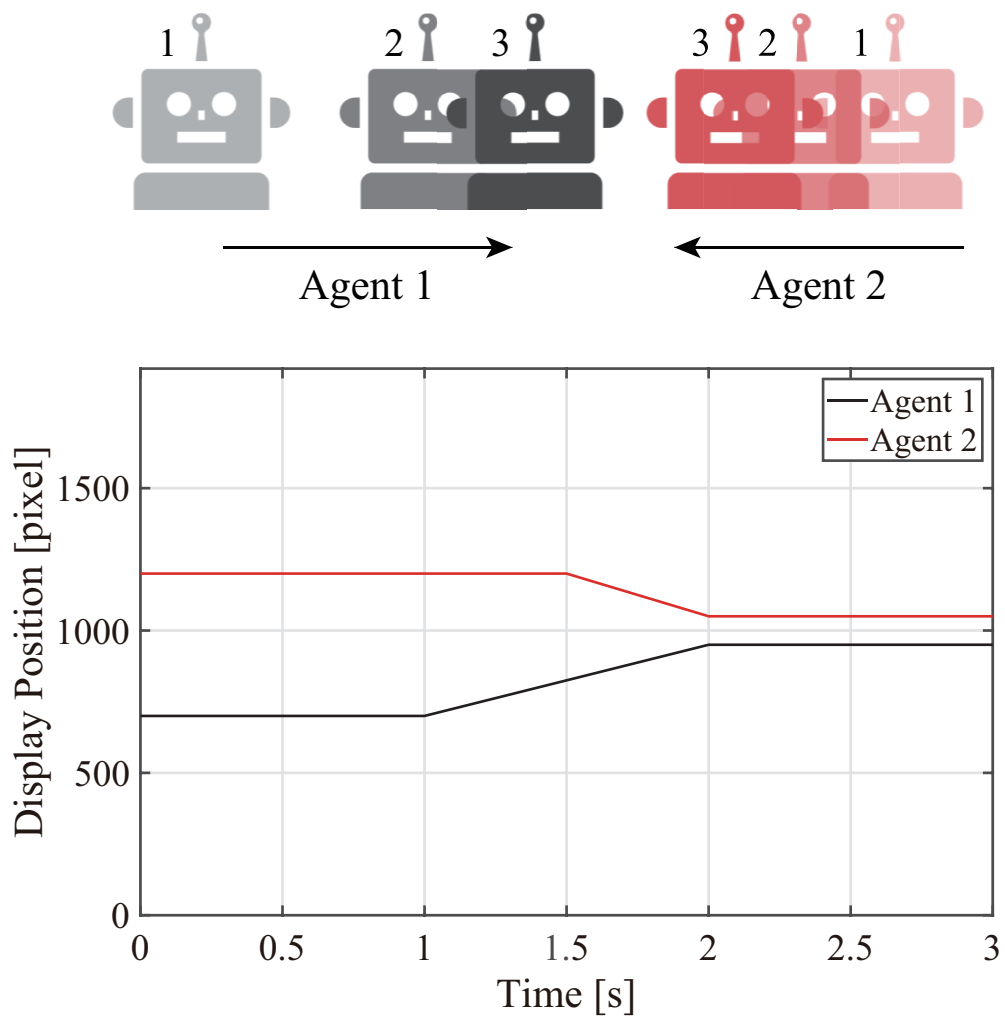 1 2 3 3 2 1
Agent 1 Agent 2
Agent 1
Agent 2
Display Position [pixel]
1500
1000
500
0
0 0.5 1 1.5 2 2.5 3
Time [s]